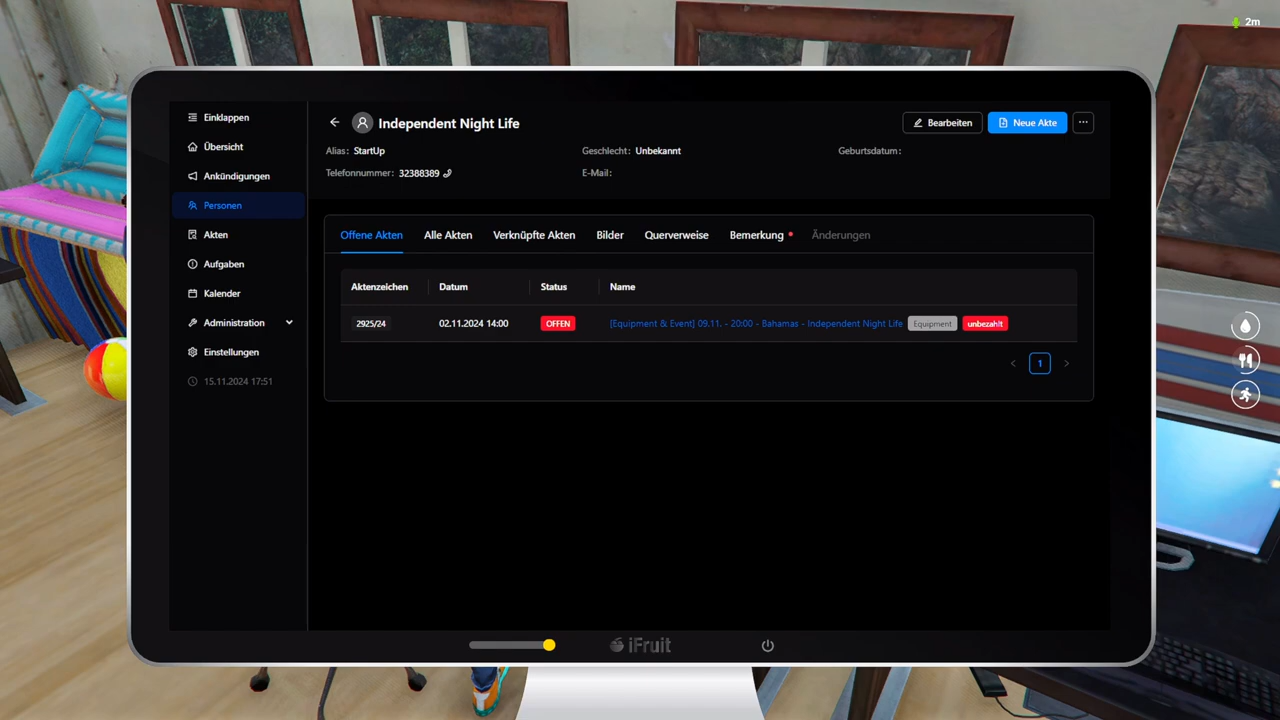 2m
Einklappen
Übersicht
Ankündigungen
Personen
Akten
Aufgaben
Kalender
Administration
Einstellungen
15.11.2024 17:51
Independent Night Life
Bearbeiten
Neue Akte
Alias: StartUp
Geschlecht: Unbekannt
Geburtsdatum:
Telefonnummer: 32388389
E-Mail:
Offene Akten
Alle Akten
Verknüpfte Akten
Bilder
Querverweise
Bemerkung
Änderungen
Aktenzeichen
Datum
Status
Name
2925/24
02.11.2024 14:00
OFFEN
[Equipment & Event] 09.11. - 20:00 - Bahamas - Independent Night Life
Equipment
unbezahlt
1
iFruit